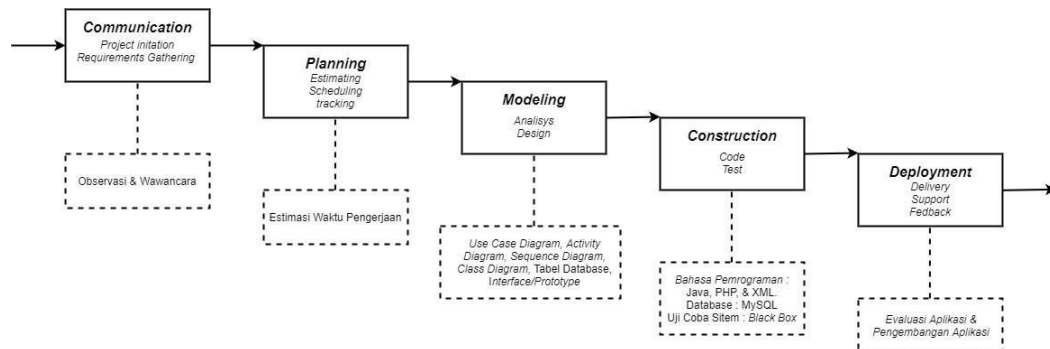 Communication
Project initation
Requirements Gathering
Observasi & Wawancara
Planning
Estimating
Scheduling
tracking
Estimasi Waktu Pengerjaan
Modeling
Analisys
Design
Use Case Diagram, Activity
Diagram, Sequence Diagram,
Class Diagram, Tabel Database,
Interface/Prototype
Construction
Code
Test
Bahasa Pemrograman :
Java, PHP, & XML.
Database : MySQL
Uji Coba Sitem : Black Box
Deployment
Delivery
Support
Fedback
Evaluasi Aplikasi &
Pengembangan Aplikasi